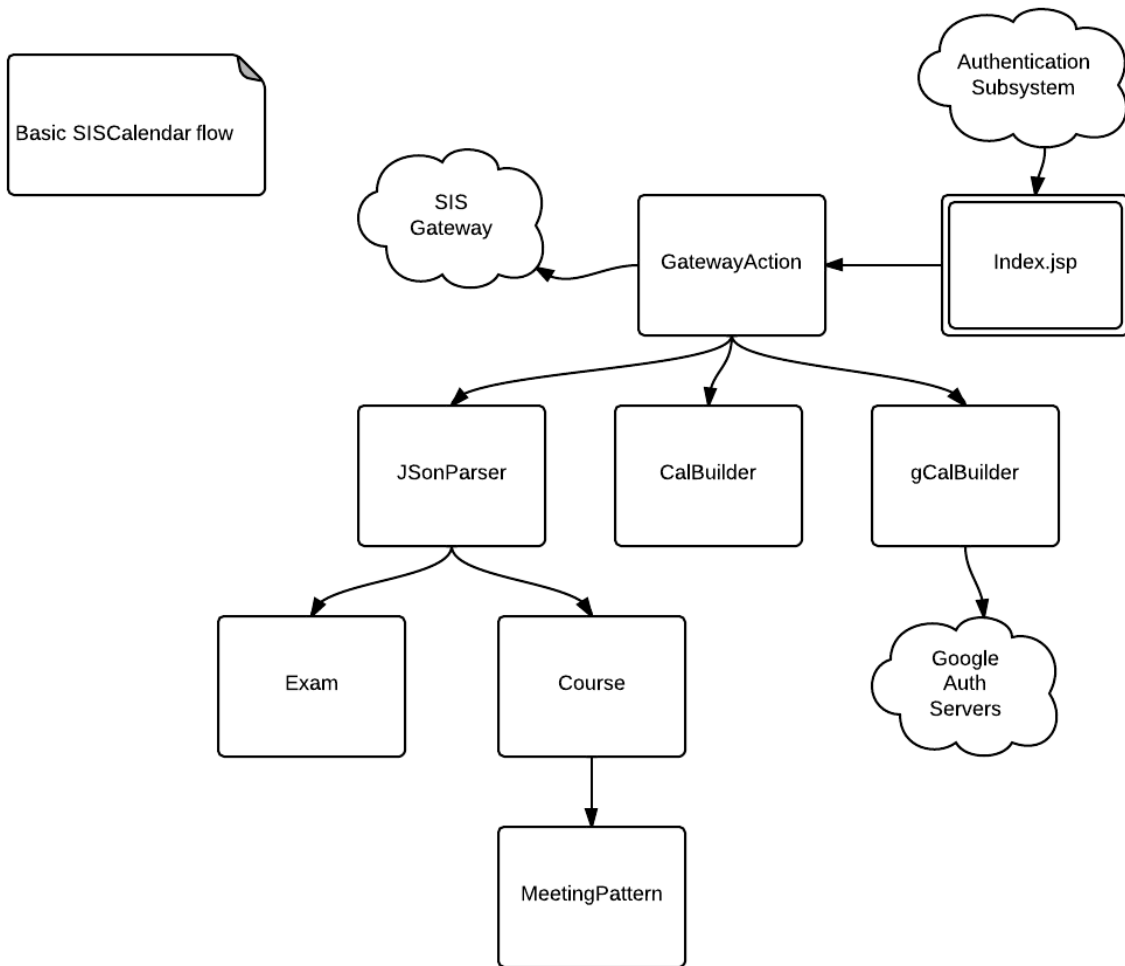 Authentication
Subsystem
Basic SISCalendar flow
SIS
Gateway
GatewayAction
Index.jsp
JSonParser
CalBuilder
gCalBuilder
Exam
Course
Google
Auth
Servers
MeetingPattern